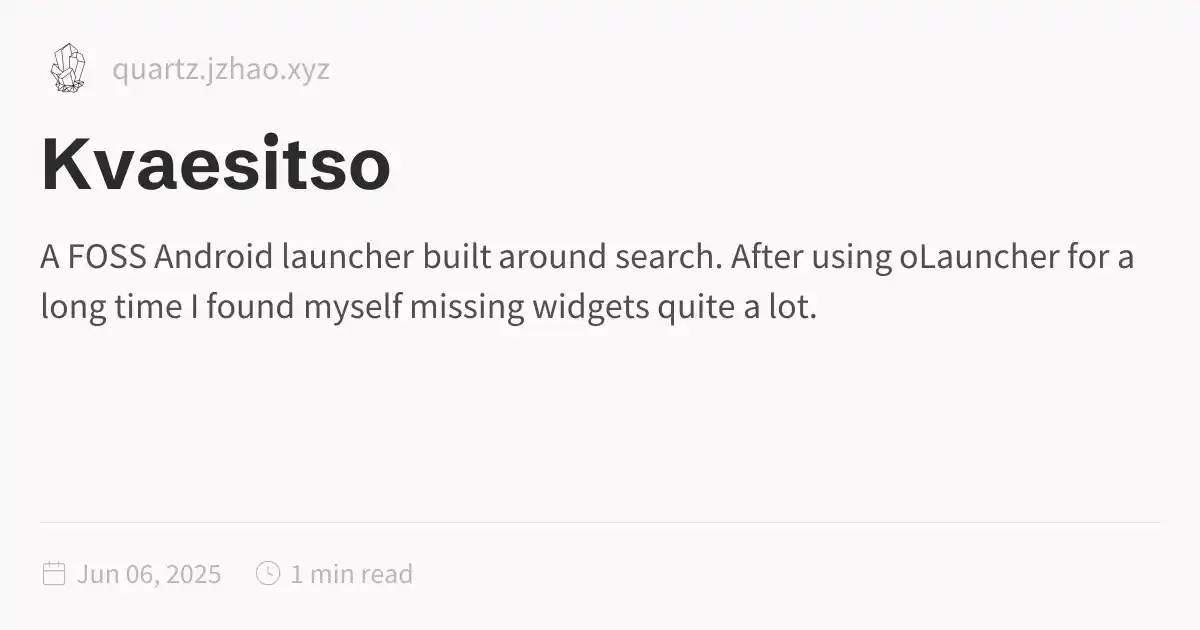 quartz.jzhao.xyz
Kvaesitso
A FOSS Android launcher built around search. After using oLauncher for a
long time I found myself missing widgets quite a lot.
Jun 06, 2025 1 min read